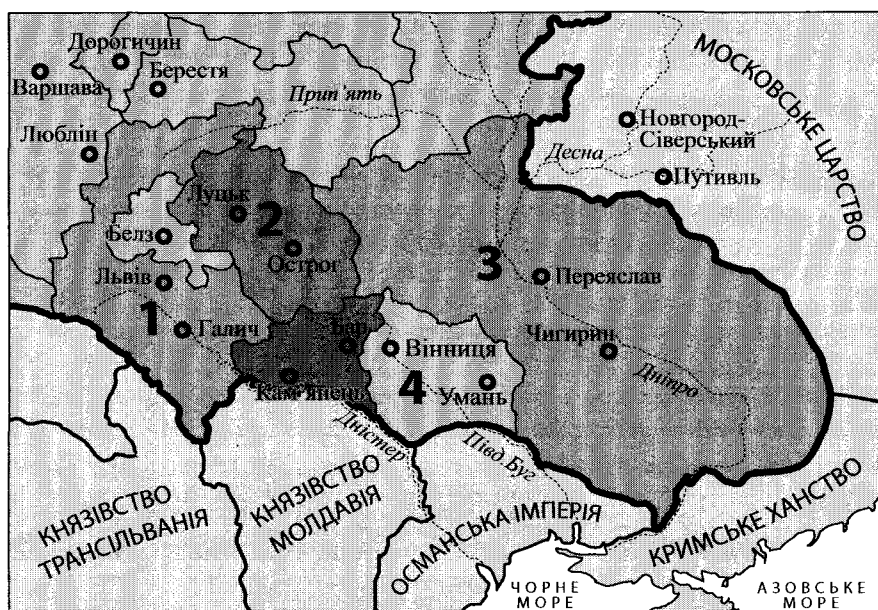 Дорогичин
Варшава
Берестя
МОСКОВСЬКЕ ЦАРСТВО
Прип'ять
Люблін
Новгород-
Сіверський
Десна
Путивль
Луцьк
2
Белз
Острог
3
Львів
Переяслав
1
Галич
Бар
Вінниця
Чигирин
Кам'янець
4
Умань
Дніпро
Дністер
Півд.Буг
КНЯЗІВСТВО
ТРАНСІЛЬВАНІЯ
КНЯЗІВСТВО
МОЛДАВІЯ
ОСМАНСЬКА ІМПЕРІЯ
КРИМСЬКЕ ХАНСТВО
ЧОРНЕ
МОРЕ
АЗОВСЬКЕ
МОРЕ